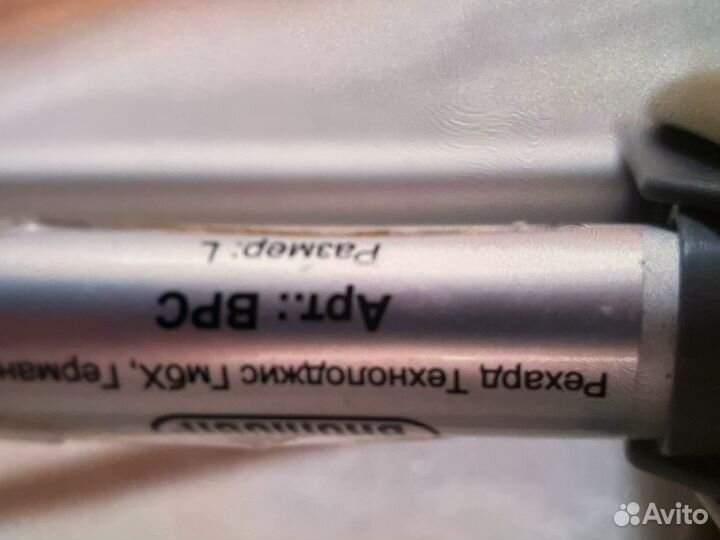 Рехард Технолоджис ГмбХ, Герман
Арт.: ВРС
Размер: L
Avito